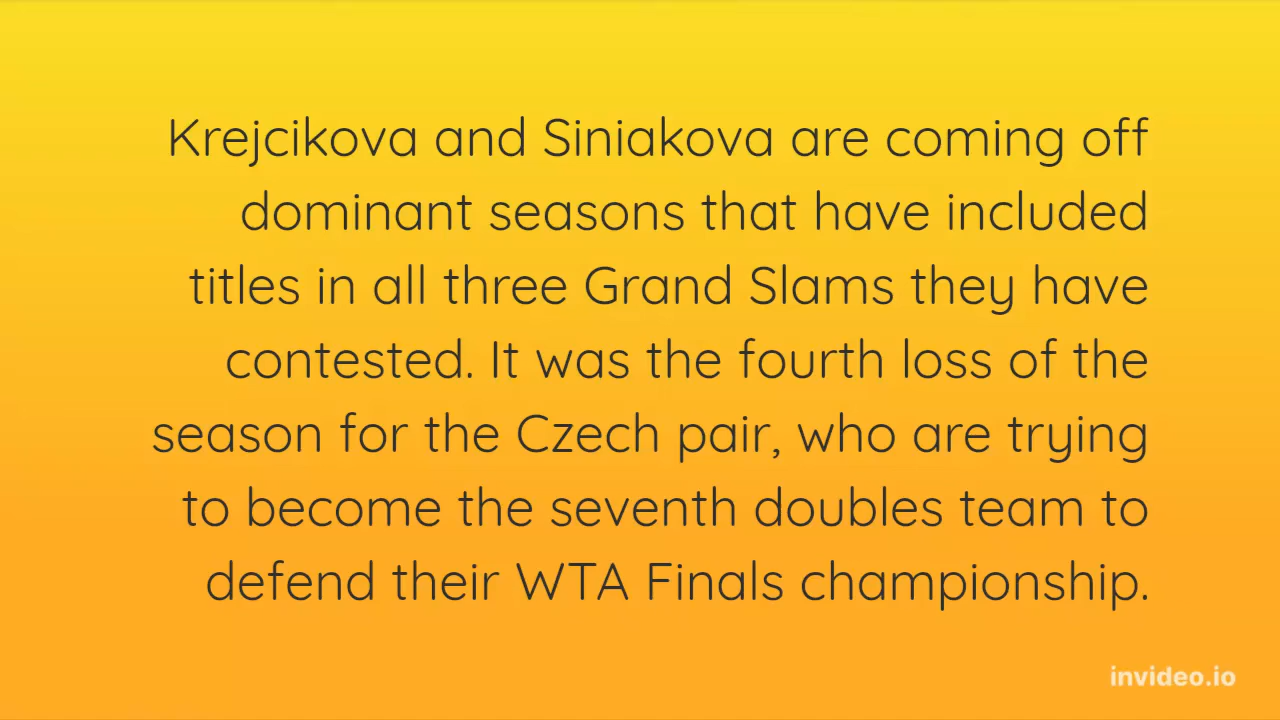 Krejcikova and Siniakova are coming off
dominant seasons that have included
titles in all three Grand Slams they have
contested. It was the fourth loss of the
season for the Czech pair, who are trying
to become the seventh doubles team to
defend their WTA Finals championship.
invideo.io